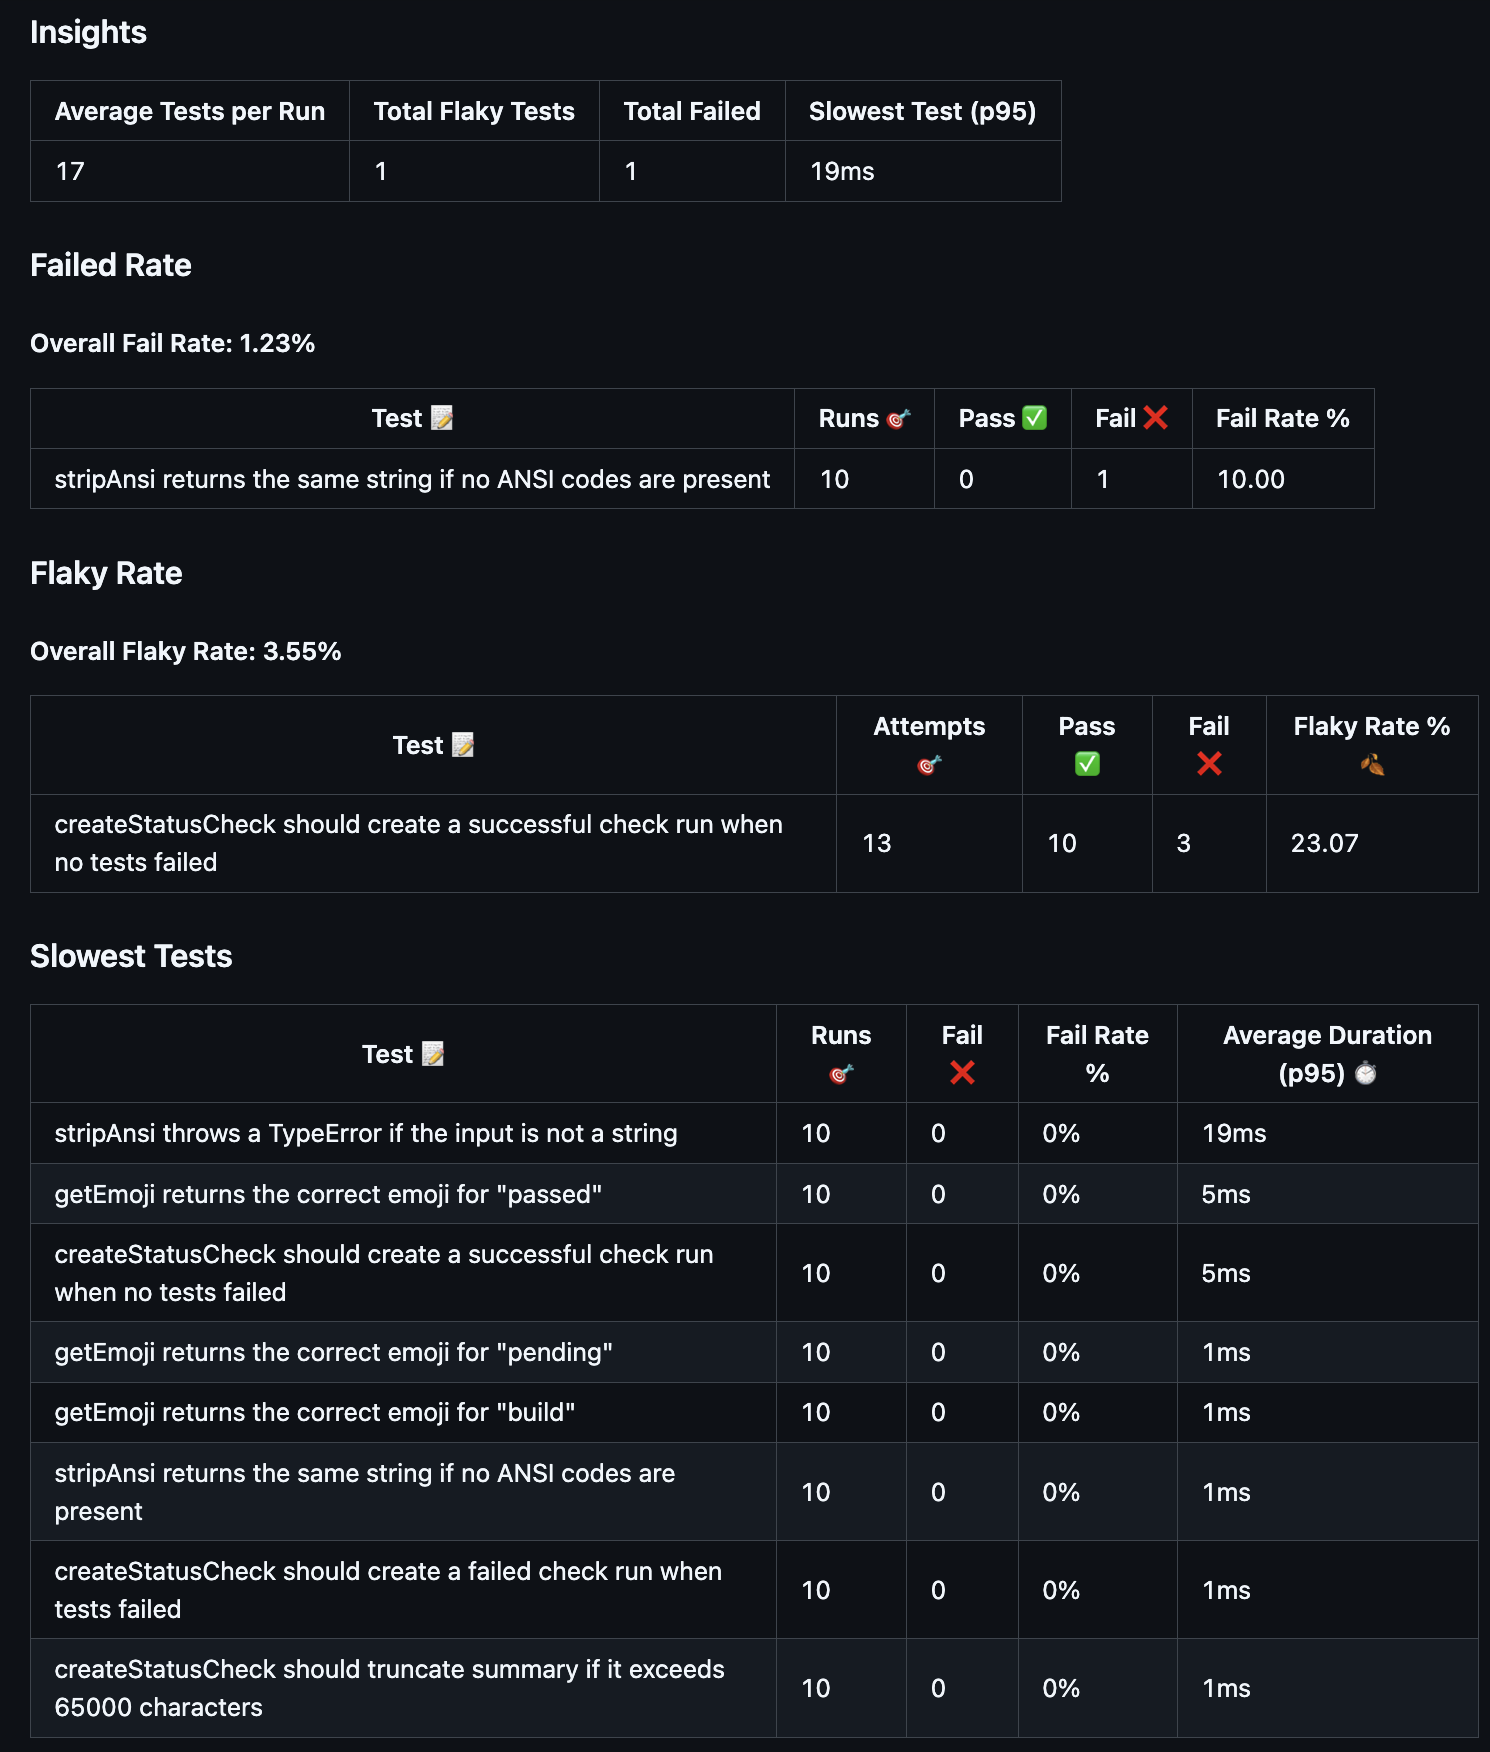 Insights
Average Tests per Run Total Flaky Tests Total Failed Slowest Test (p95)
17 1 1 19ms
Failed Rate
Overall Fail Rate: 1.23%
Test 📝 Runs 🎯 Pass ✅ Fail ❌ Fail Rate %
stripAnsi returns the same string if no ANSI codes are present 10 0 1 10.00
Flaky Rate
Overall Flaky Rate: 3.55%
Test 📝 Attempts 🎯 Pass ✅ Fail ❌ Flaky Rate % 🍂
createStatusCheck should create a successful check run when
no tests failed 13 10 3 23.07
Slowest Tests
Test 📝 Runs 🎯 Fail ❌ Fail Rate % Average Duration (p95) ⏱️
stripAnsi throws a TypeError if the input is not a string 10 0 0% 19ms
getEmoji returns the correct emoji for "passed" 10 0 0% 5ms
createStatusCheck should create a successful check run
when no tests failed 10 0 0% 5ms
getEmoji returns the correct emoji for "pending" 10 0 0% 1ms
getEmoji returns the correct emoji for "build" 10 0 0% 1ms
stripAnsi returns the same string if no ANSI codes are
present 10 0 0% 1ms
createStatusCheck should create a failed check run when
tests failed 10 0 0% 1ms
createStatusCheck should truncate summary if it exceeds
65000 characters 10 0 0% 1ms